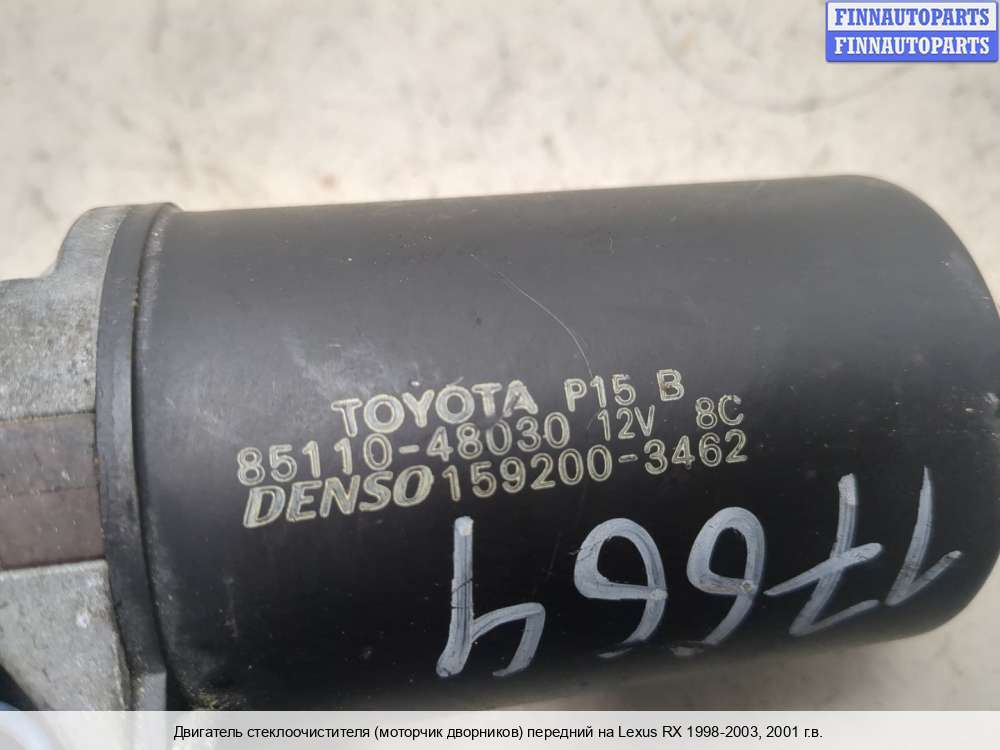 FINNAUTOPARTS
FINNAUTOPARTS
TOYOTA P15 B
85110-48030 12V 8C
DENSO 159200-3462
17664
Двигатель стеклоочистителя (моторчик дворников) передний на Lexus RX 1998-2003, 2001 г.в.